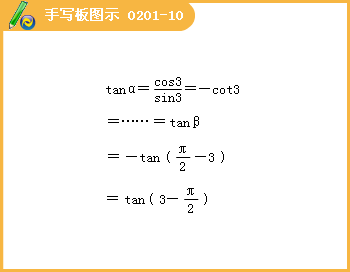 手写板图示 0201-10
tanα＝cos3/sin3＝－cot3
＝……＝tanβ
＝－tan（π/2－3）
＝ tan(3－π/2)